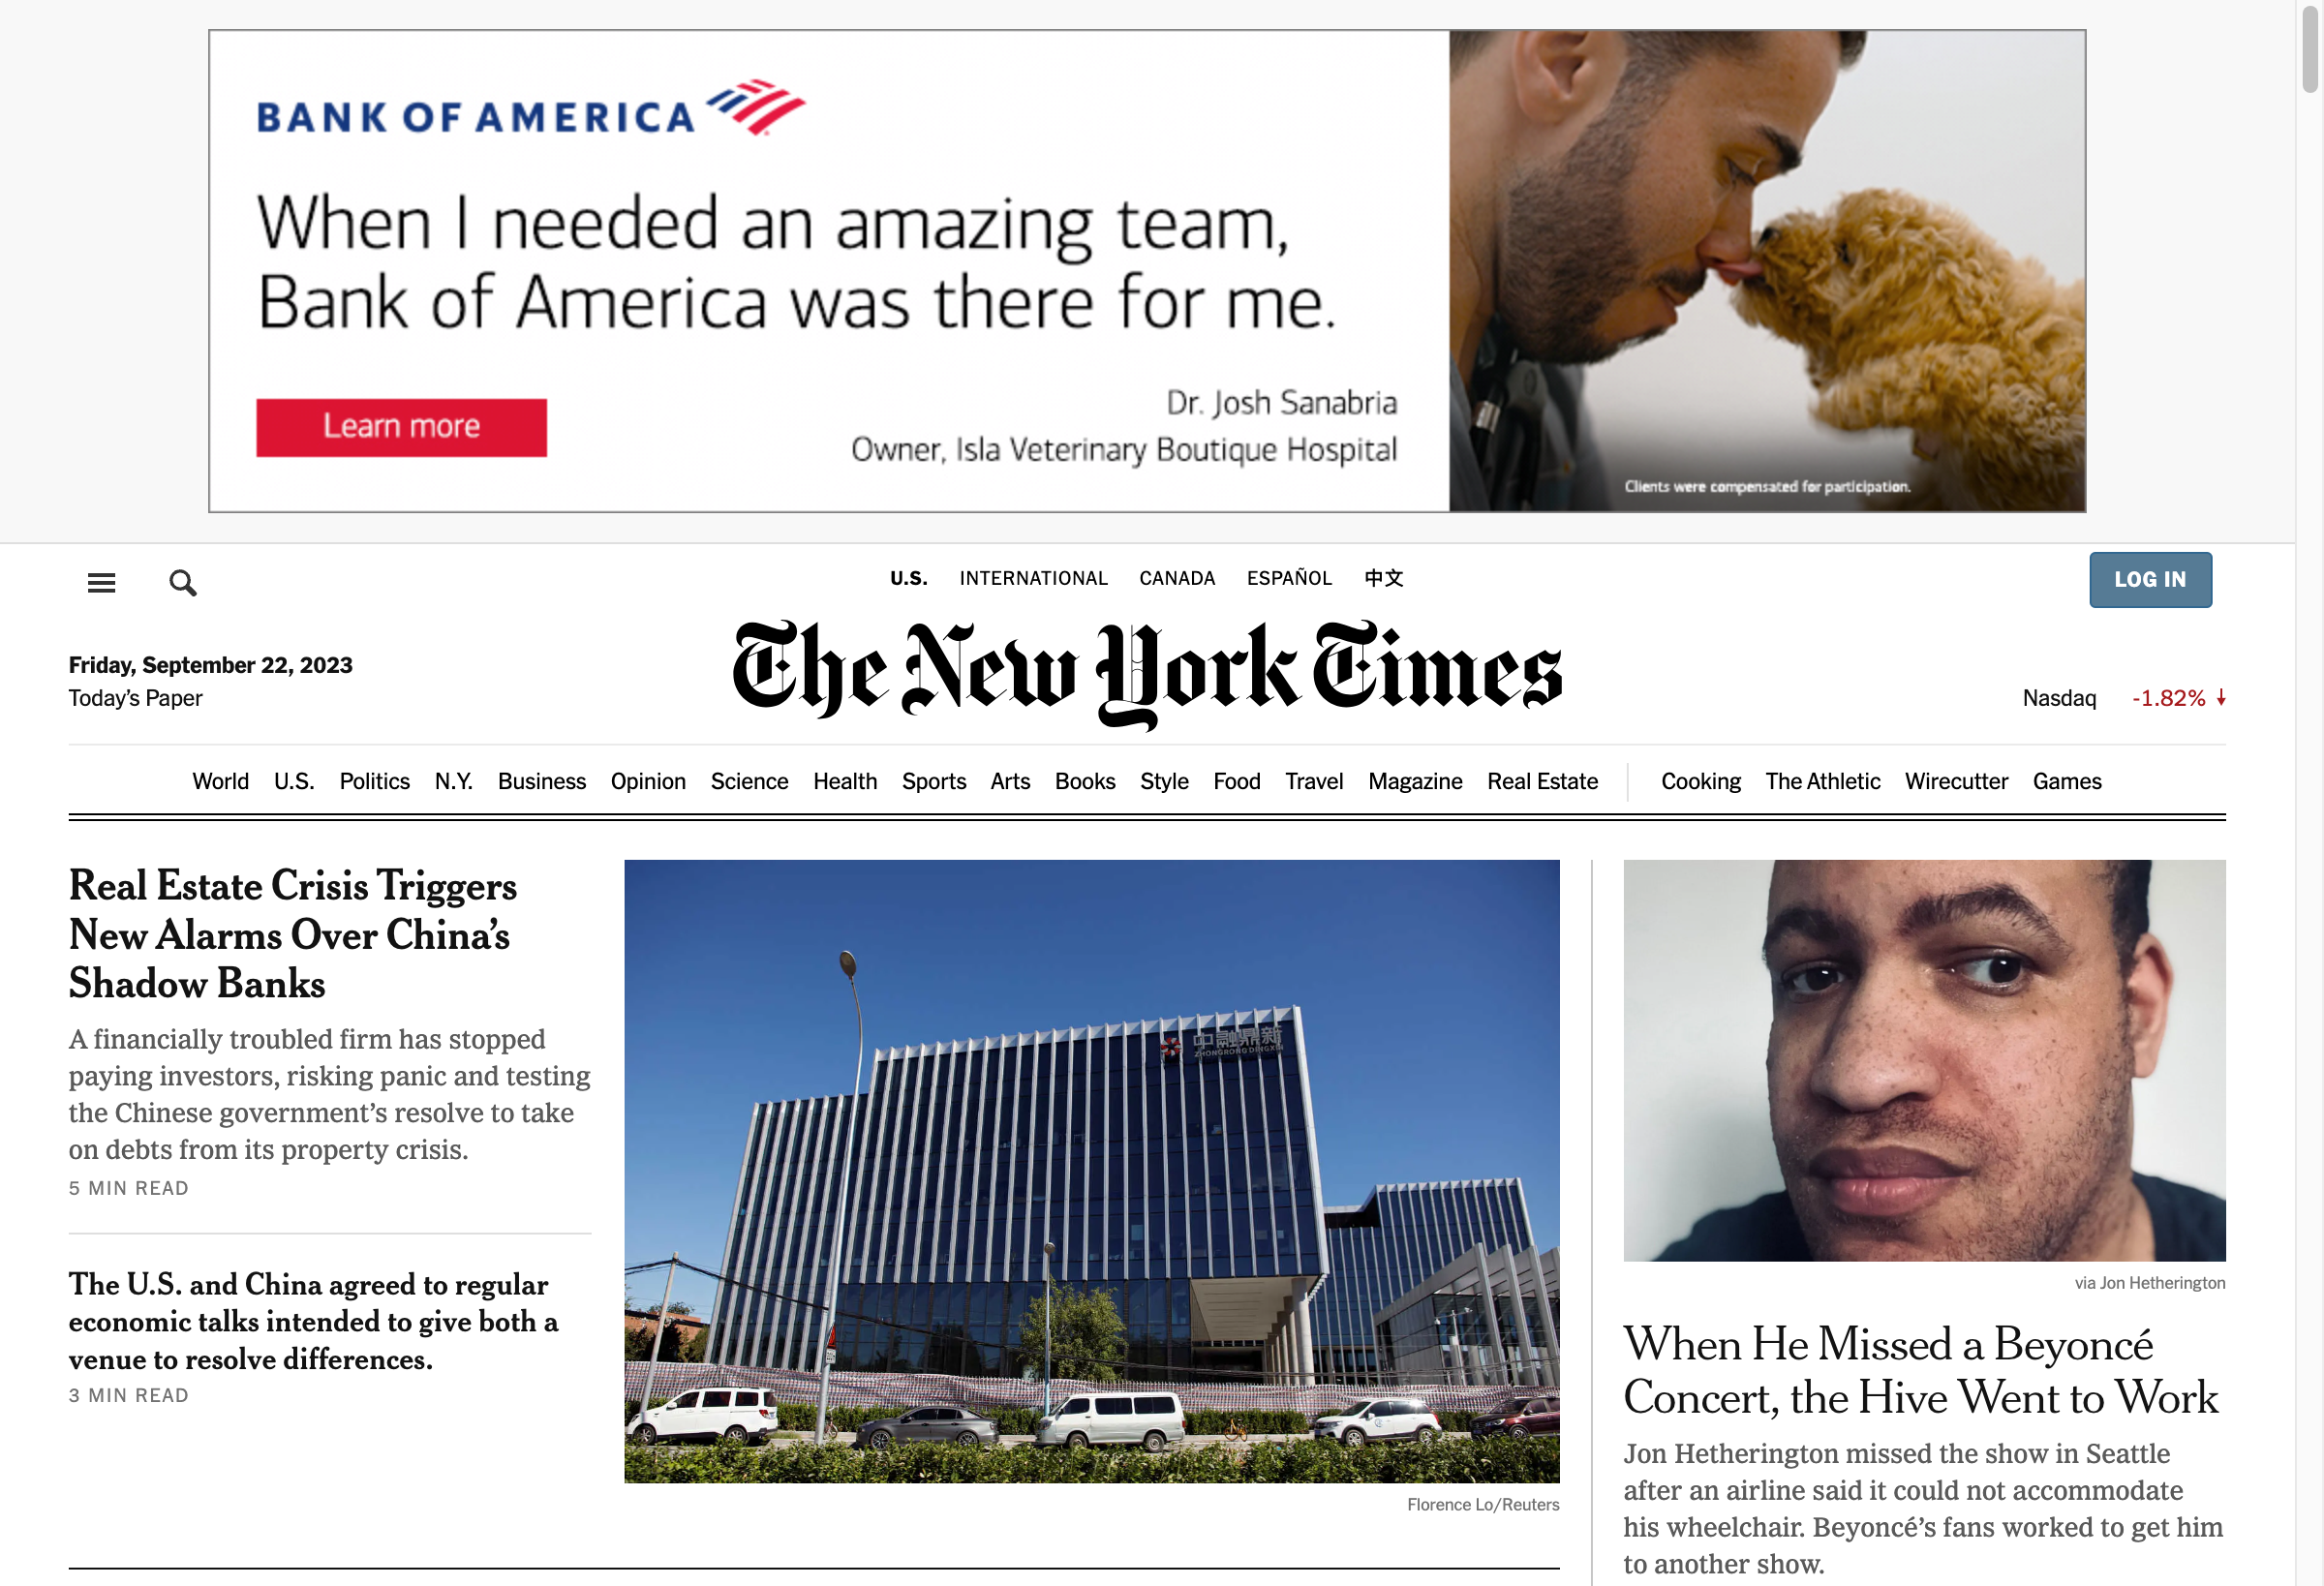 BANK OF AMERICA
When I needed an amazing team,
Bank of America was there for me.
Learn more
Dr. Josh Sanabria
Owner, Isla Veterinary Boutique Hospital
Clients were compensated for participation.
U.S. INTERNATIONAL CANADA ESPAÑOL 中文
LOG IN
The New York Times
Friday, September 22, 2023
Today’s Paper
Nasdaq -1.82% ↓
World U.S. Politics N.Y. Business Opinion Science Health Sports Arts Books Style Food Travel Magazine Real Estate Cooking The Athletic Wirecutter Games
Real Estate Crisis Triggers
New Alarms Over China’s
Shadow Banks
A financially troubled firm has stopped
paying investors, risking panic and testing
the Chinese government’s resolve to take
on debts from its property crisis.
5 MIN READ
The U.S. and China agreed to regular
economic talks intended to give both a
venue to resolve differences.
3 MIN READ
中融鼎新
ZHONGRONG DINGXIN
Florence Lo/Reuters
via Jon Hetherington
When He Missed a Beyoncé
Concert, the Hive Went to Work
Jon Hetherington missed the show in Seattle
after an airline said it could not accommodate
his wheelchair. Beyoncé’s fans worked to get him
to another show.